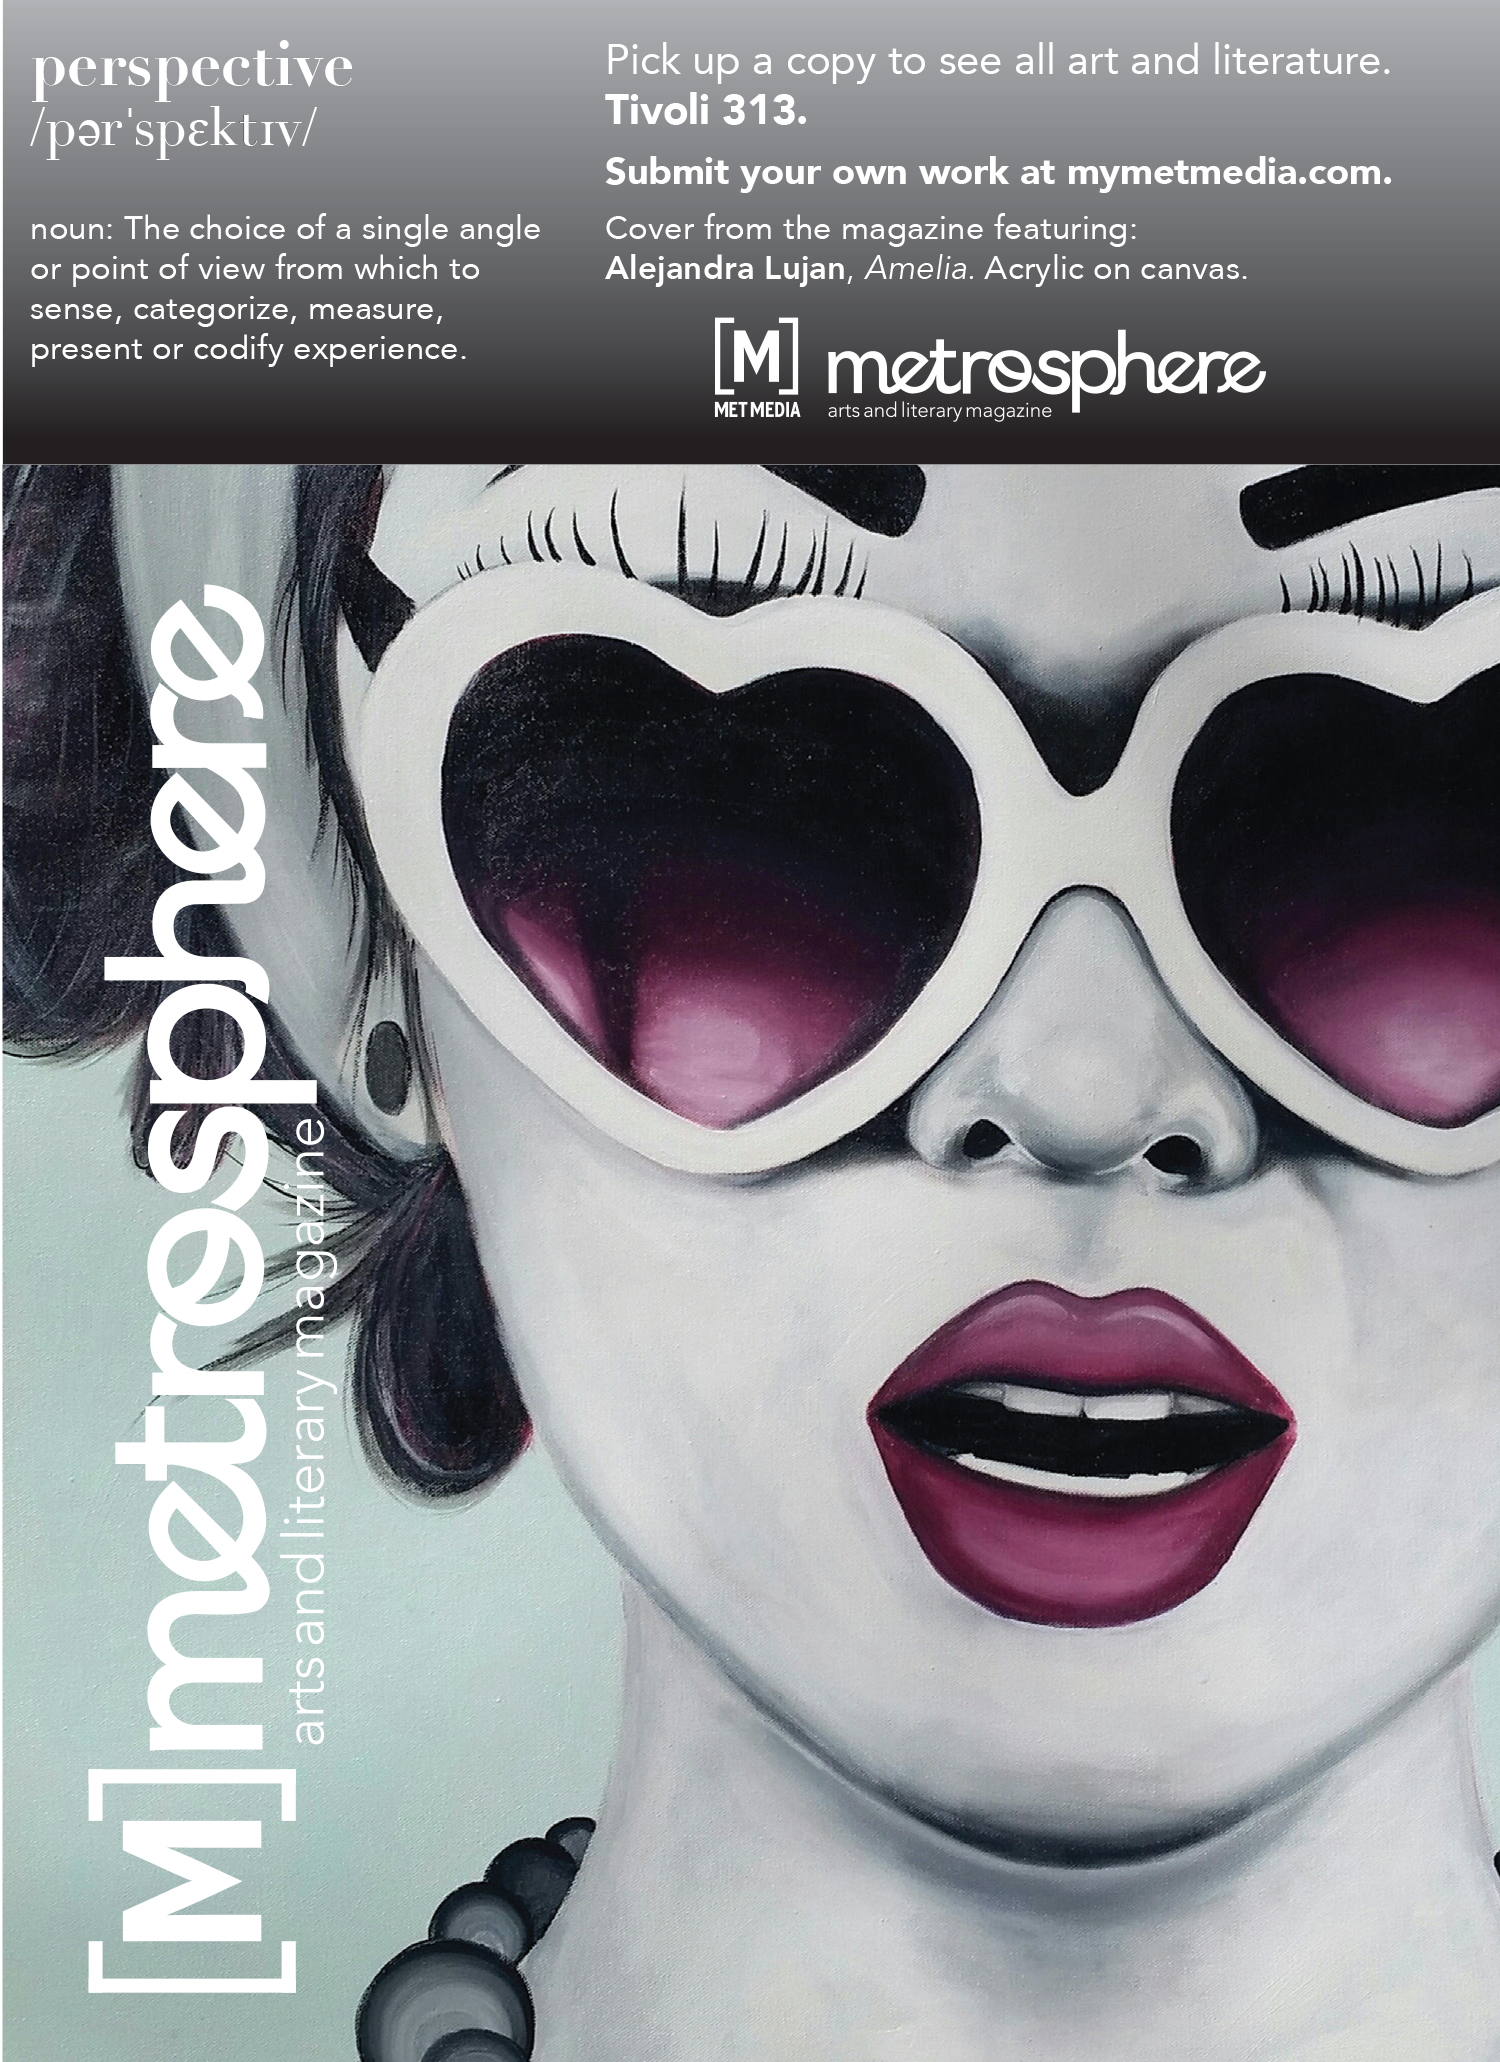 perspective
/pərˈspɛktɪv/
noun: The choice of a single angle
or point of view from which to
sense, categorize, measure,
present or codify experience.
Pick up a copy to see all art and literature.
Tivoli 313.
Submit your own work at mymetmedia.com.
Cover from the magazine featuring:
Alejandra Lujan, Amelia. Acrylic on canvas.
[M]
MET MEDIA
metrosphere
arts and literary magazine
[M] metrosphere
arts and literary magazine